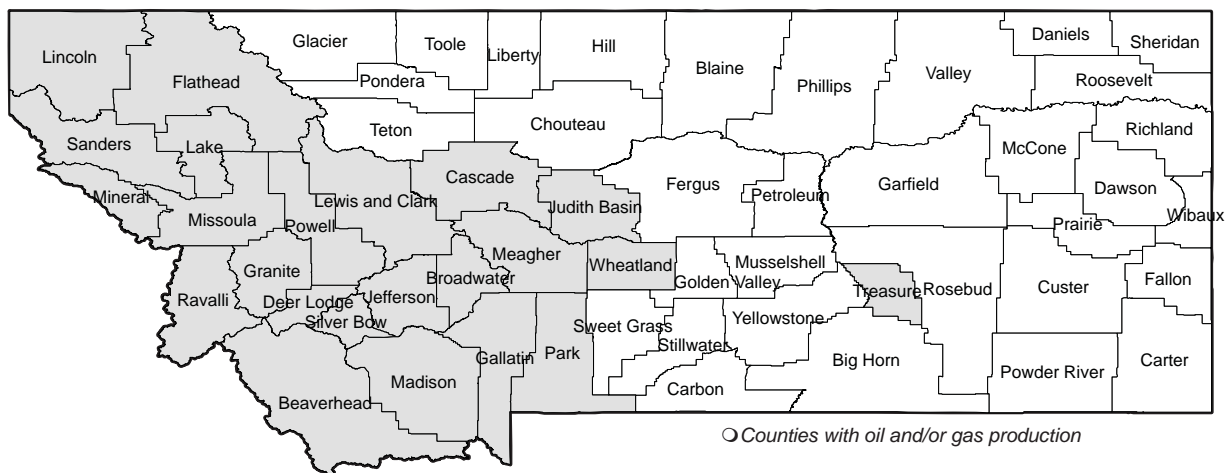 Glacier
Toole
Liberty
Hill
Daniels
Sheridan
Lincoln
Flathead
Pondera
Blaine
Phillips
Valley
Roosevelt
Teton
Chouteau
Richland
Sanders
Lake
McCone
Cascade
Fergus
Petroleum
Garfield
Dawson
Mineral
Missoula
Lewis and Clark
Judith Basin
Wibaux
Powell
Prairie
Meagher
Wheatland
Musselshell
Granite
Broadwater
Golden Valley
Treasure
Rosebud
Custer
Fallon
Ravalli
Deer Lodge
Jefferson
Silver Bow
Sweet Grass
Yellowstone
Stillwater
Gallatin
Park
Big Horn
Carter
Madison
Carbon
Powder River
Beaverhead
Counties with oil and/or gas production